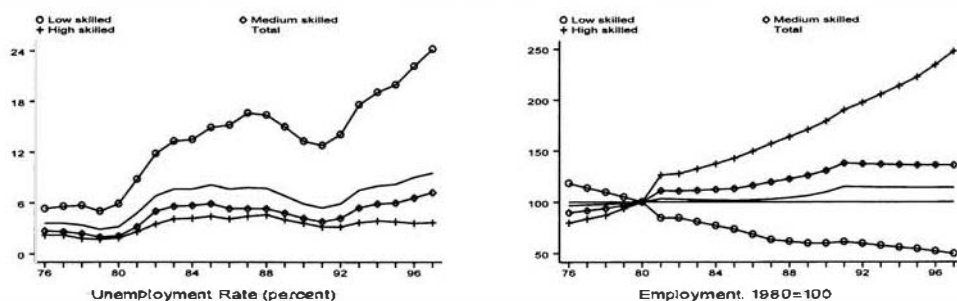 Low skilled Medium skilled
High skilled Total
24
18
12
6
0
76 80 84 88 92 96
Unemployment Rate (percent)
Low skilled Medium skilled
High skilled Total
250
200
150
100
50
76 80 84 88 92 96
Employment, 1980=100